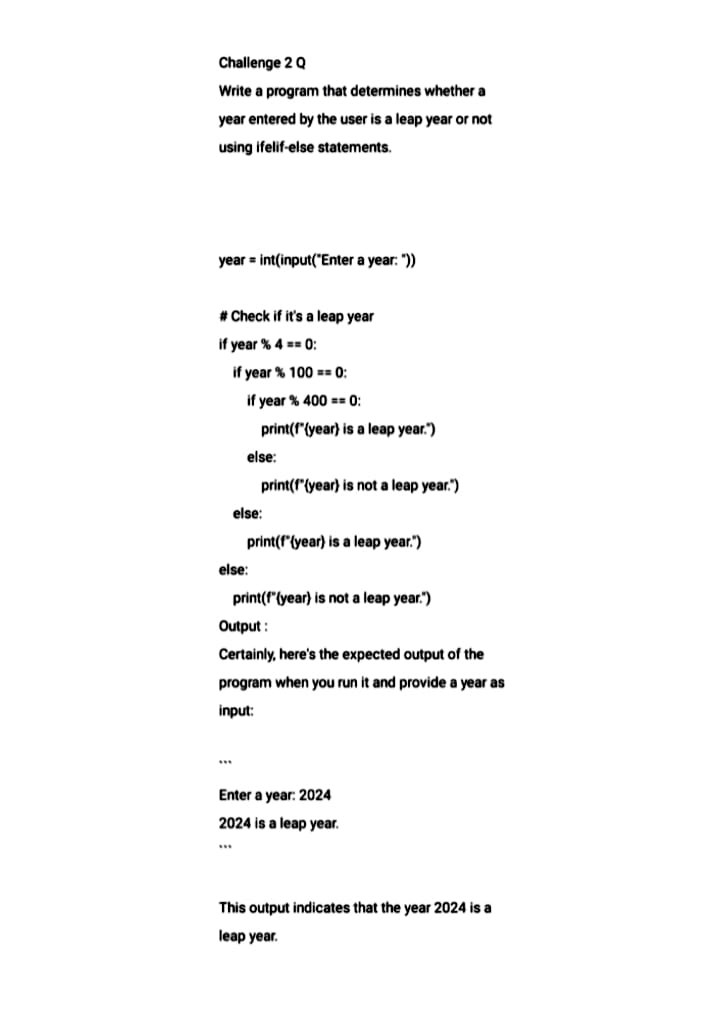 Challenge 2 Q
Write a program that determines whether a
year entered by the user is a leap year or not
using ifelif-else statements.
year = int(input("Enter a year: "))
# Check if it's a leap year
if year % 4 == 0:
if year % 100 == 0:
if year % 400 == 0:
print(f"{year} is a leap year.")
else:
print(f"{year} is not a leap year.")
else:
print(f"{year} is a leap year.")
else:
print(f"{year} is not a leap year.")
Output :
Certainly, here's the expected output of the
program when you run it and provide a year as
input:
```
Enter a year: 2024
2024 is a leap year.
```
This output indicates that the year 2024 is a
leap year.